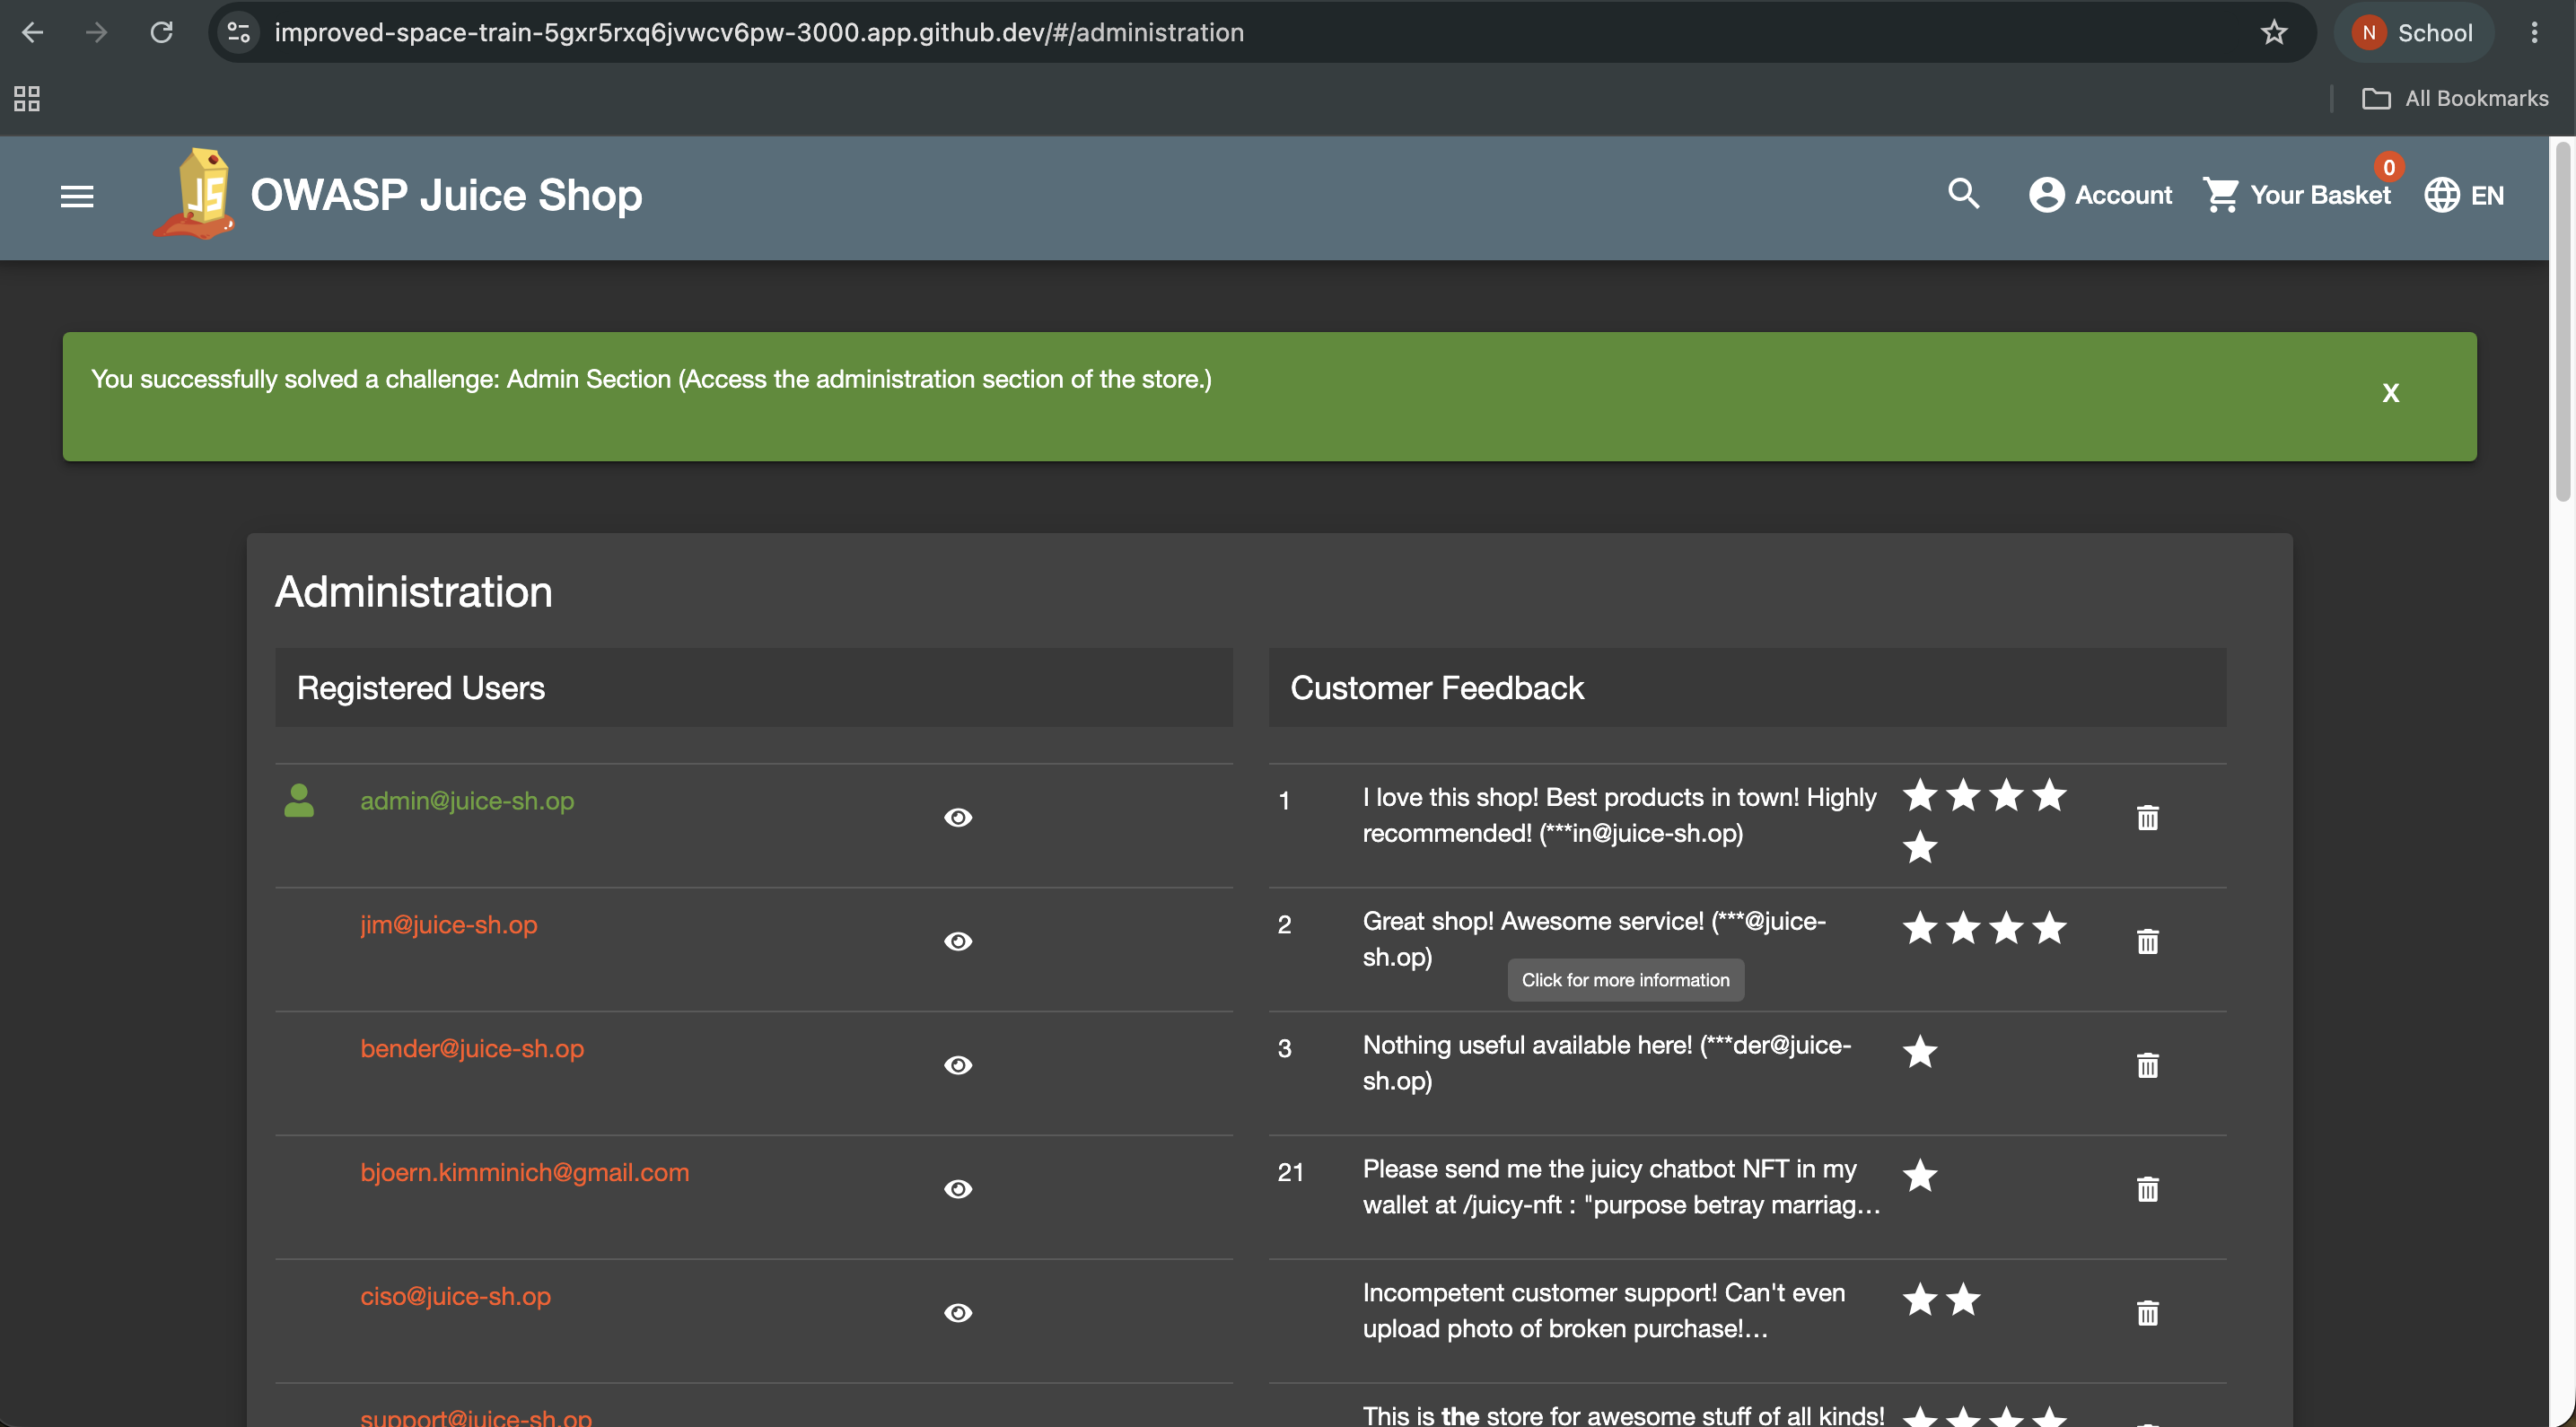 improved-space-train-5gxr5rxq6jvwcv6pw-3000.app.github.dev/#/administration
N School
All Bookmarks
JS OWASP Juice Shop
Account
0
Your Basket
EN
You successfully solved a challenge: Admin Section (Access the administration section of the store.)
X
Administration
Registered Users
Customer Feedback
admin@juice-sh.op
1 I love this shop! Best products in town! Highly
recommended! (***in@juice-sh.op)
jim@juice-sh.op
2 Great shop! Awesome service! (***@juice-
sh.op)
Click for more information
bender@juice-sh.op
3 Nothing useful available here! (***der@juice-
sh.op)
bjoern.kimminich@gmail.com
21 Please send me the juicy chatbot NFT in my
wallet at /juicy-nft : "purpose betray marriag...
ciso@juice-sh.op
Incompetent customer support! Can't even
upload photo of broken purchase!...
support@juice-sh.op
This is the store for awesome stuff of all kinds!